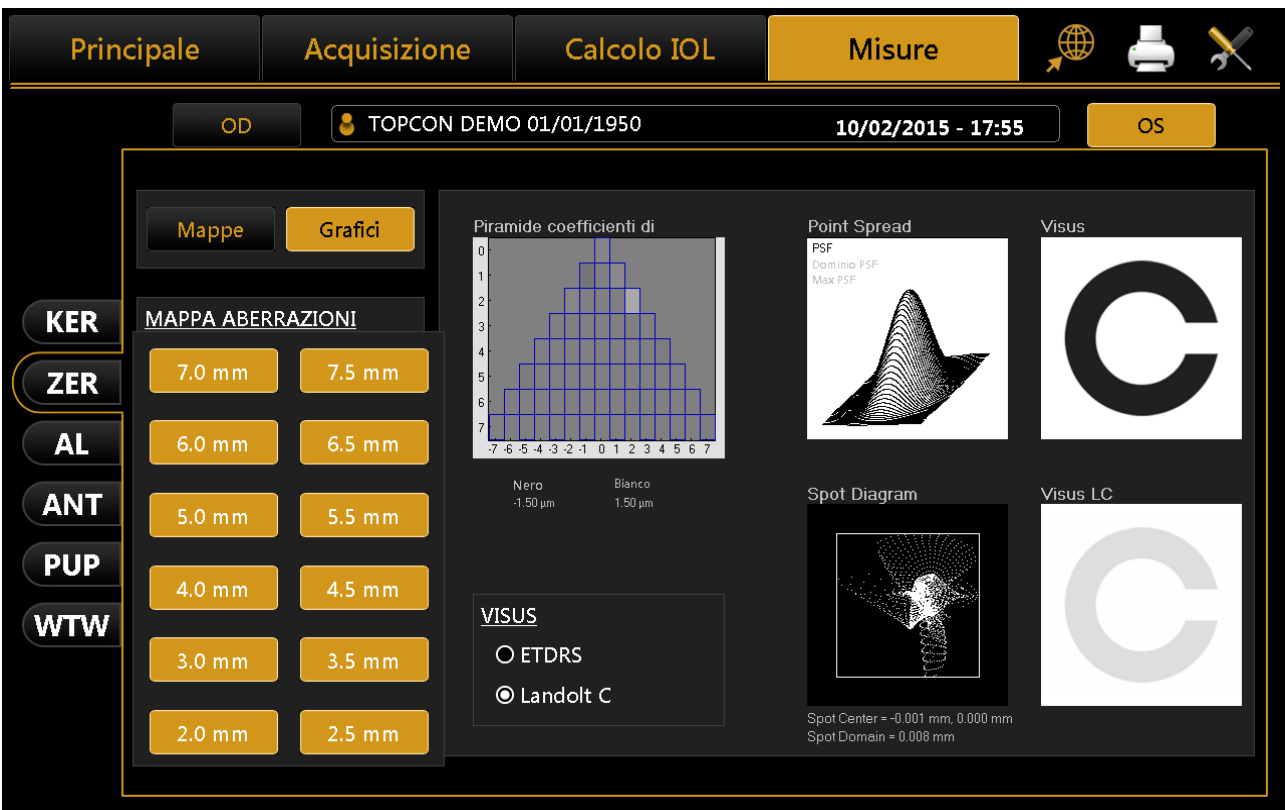 Principale Acquisizione Calcolo IOL Misure
OD TOPCON DEMO 01/01/1950 10/02/2015 - 17:55 OS
Mappe Grafici
MAPPA ABERRAZIONI
7.0 mm 7.5 mm
6.0 mm 6.5 mm
5.0 mm 5.5 mm
4.0 mm 4.5 mm
3.0 mm 3.5 mm
2.0 mm 2.5 mm
KER
ZER
AL
ANT
PUP
WTW
Piramide coefficienti di
0
1
2
3
4
5
6
7
-7 -6 -5 -4 -3 -2 -1 0 1 2 3 4 5 6 7
Nero Bianco
-1.50 μm 1.50 μm
VISUS
ETDRS
Landolt C
Point Spread
PSF
Dominio PSF
Max PSF
Visus
Spot Diagram
Spot Center = -0.001 mm, 0.000 mm
Spot Domain = 0.008 mm
Visus LC